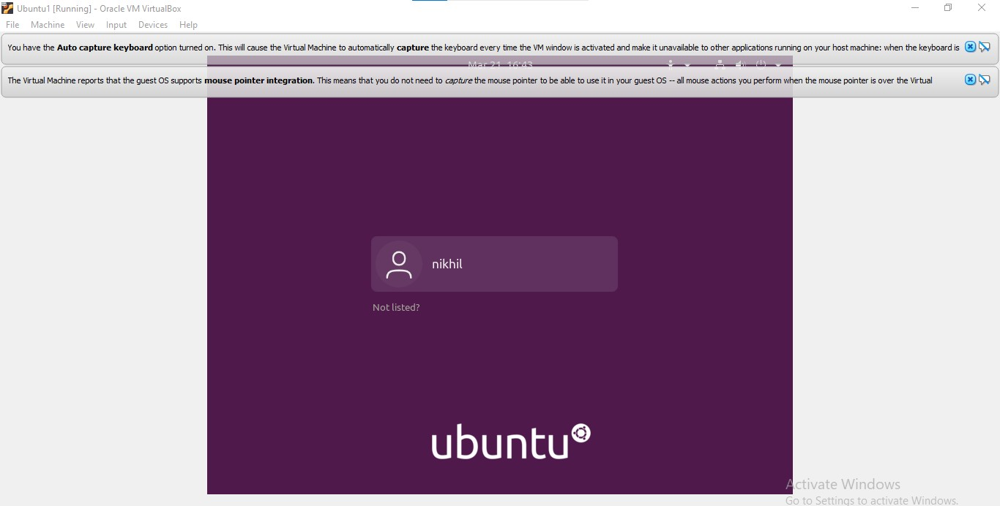 Ubuntu1 [Running] - Oracle VM VirtualBox
File Machine View Input Devices Help
You have the Auto capture keyboard option turned on. This will cause the Virtual Machine to automatically capture the keyboard every time the VM window is activated and make it unavailable to other applications running on your host machine: when the keyboard is
Mar 21 16:43
The Virtual Machine reports that the guest OS supports mouse pointer integration. This means that you do not need to capture the mouse pointer to be able to use it in your guest OS -- all mouse actions you perform when the mouse pointer is over the Virtual
nikhil
Not listed?
ubuntu
Activate Windows
Go to Settings to activate Windows.